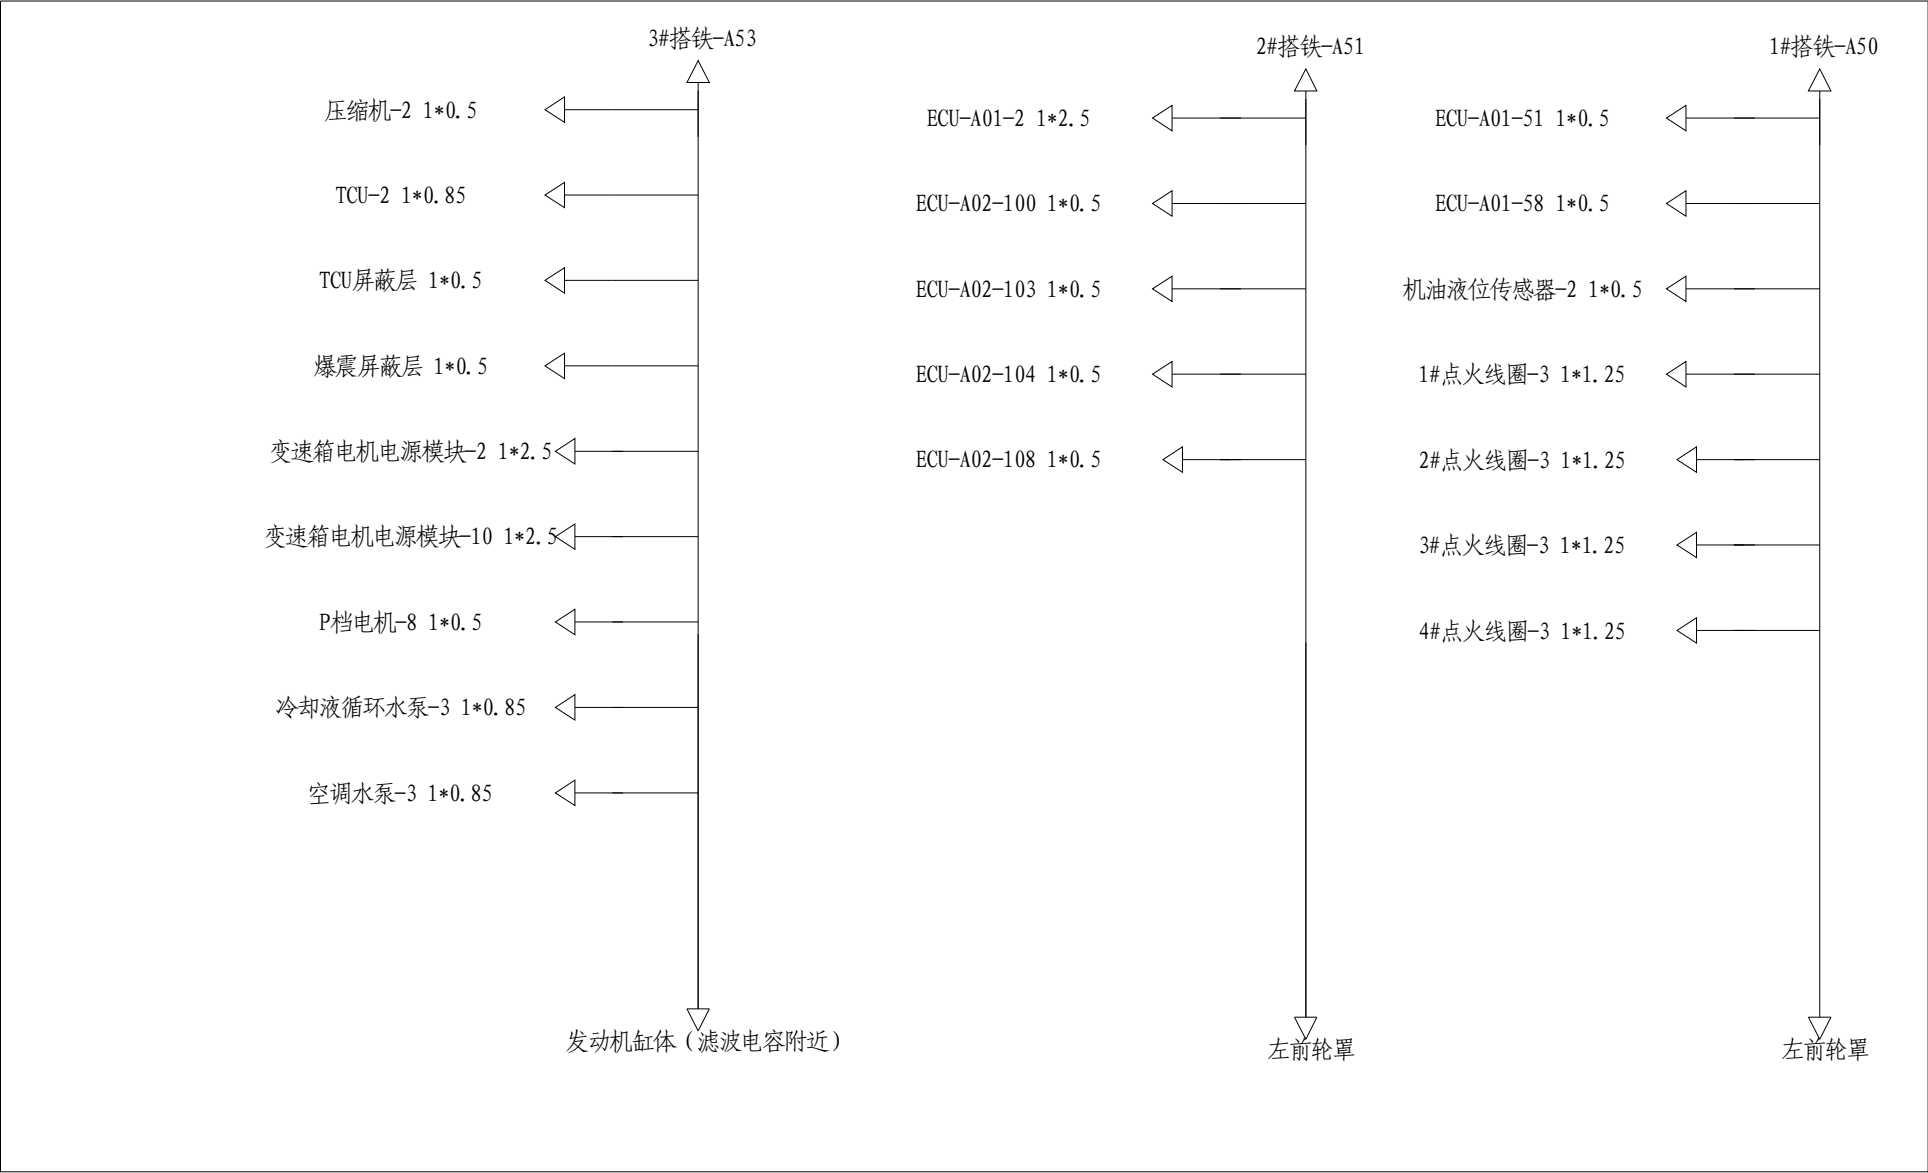 3#搭铁-A53
压缩机-2 1*0.5
TCU-2 1*0.85
TCU屏蔽层 1*0.5
爆震屏蔽层 1*0.5
变速箱电机电源模块-2 1*2.5
变速箱电机电源模块-10 1*2.5
P档电机-8 1*0.5
冷却液循环水泵-3 1*0.85
空调水泵-3 1*0.85
发动机缸体（滤波电容附近）
2#搭铁-A51
ECU-A01-2 1*2.5
ECU-A02-100 1*0.5
ECU-A02-103 1*0.5
ECU-A02-104 1*0.5
ECU-A02-108 1*0.5
左前轮罩
1#搭铁-A50
ECU-A01-51 1*0.5
ECU-A01-58 1*0.5
机油液位传感器-2 1*0.5
1#点火线圈-3 1*1.25
2#点火线圈-3 1*1.25
3#点火线圈-3 1*1.25
4#点火线圈-3 1*1.25
左前轮罩